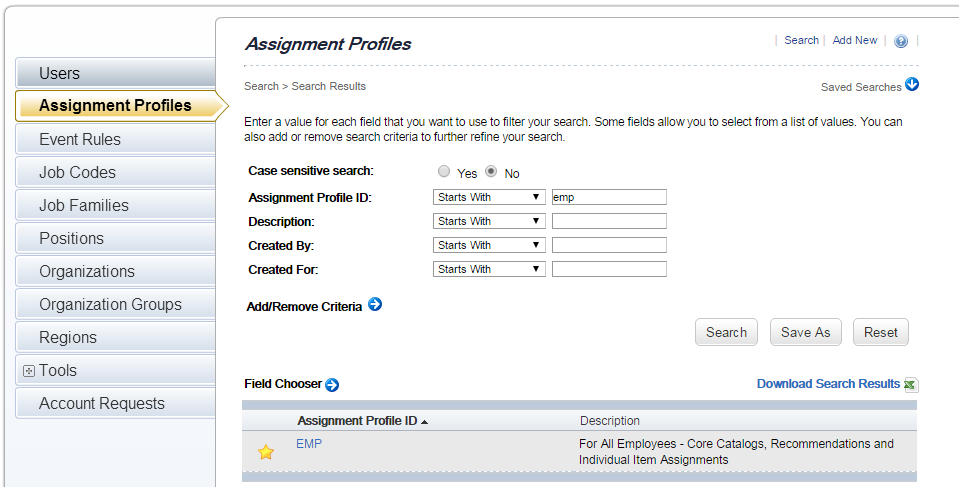 Assignment Profiles
Search Add New
Users
Assignment Profiles
Event Rules
Job Codes
Job Families
Positions
Organizations
Organization Groups
Regions
Tools
Account Requests
Search > Search Results
Saved Searches
Enter a value for each field that you want to use to filter your search. Some fields allow you to select from a list of values. You can
also add or remove search criteria to further refine your search.
Case sensitive search: Yes No
Assignment Profile ID: Starts With emp
Description: Starts With
Created By: Starts With
Created For: Starts With
Add/Remove Criteria
Search Save As Reset
Field Chooser Download Search Results
Assignment Profile ID Description
EMP For All Employees - Core Catalogs, Recommendations and
Individual Item Assignments